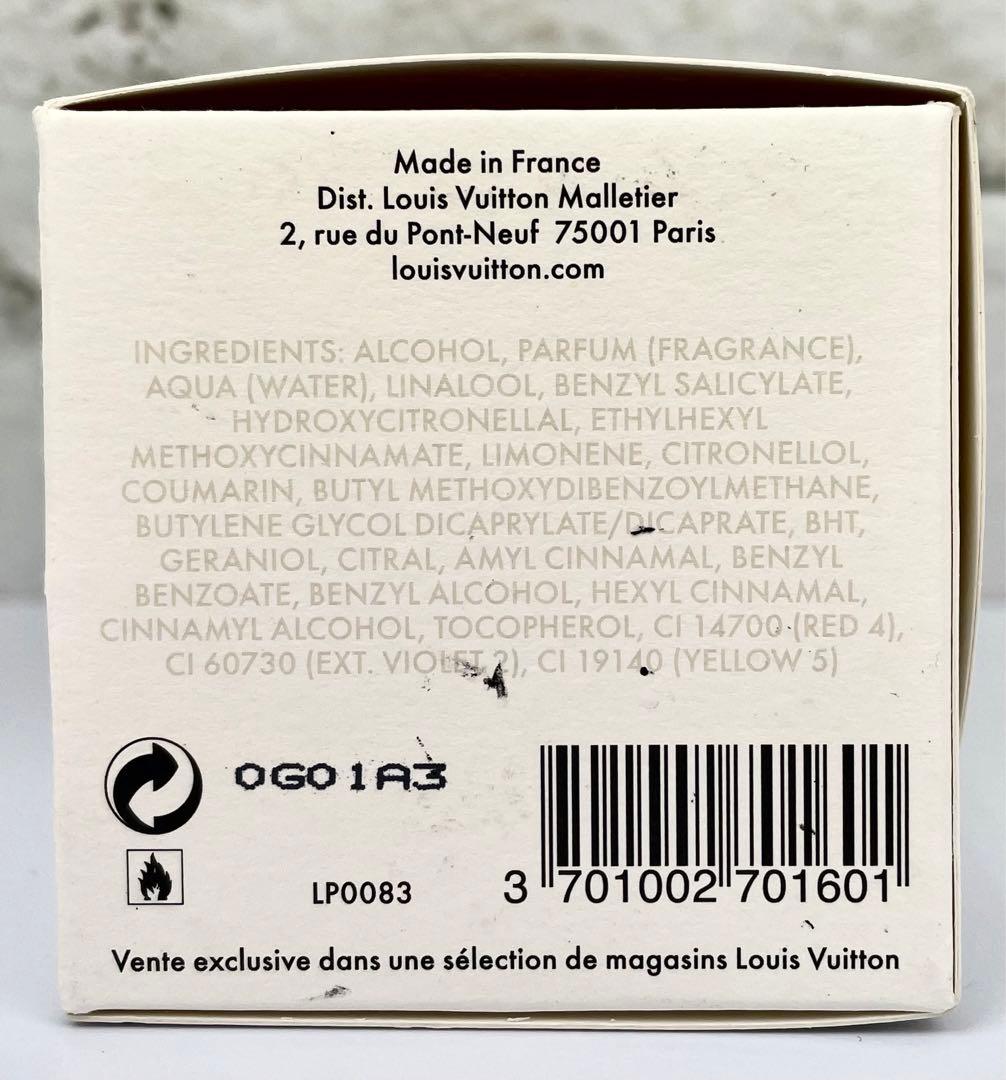 Made in France
Dist. Louis Vuitton Malletier
2, rue du Pont-Neuf 75001 Paris
louisvuitton.com
INGREDIENTS: ALCOHOL, PARFUM (FRAGRANCE),
AQUA (WATER), LINALOOL, BENZYL SALICYLATE,
HYDROXYCITRONELLAL, ETHYLHEXYL
METHOXYCINNAMATE, LIMONENE, CITRONELLOL,
COUMARIN, BUTYL METHOXYDIBENZOYLMETHANE,
BUTYLENE GLYCOL DICAPRYLATE/DICAPRATE, BHT,
GERANIOL, CITRAL, AMYL CINNAMAL, BENZYL
BENZOATE, BENZYL ALCOHOL, HEXYL CINNAMAL,
CINNAMYL ALCOHOL, TOCOPHEROL, CI 14700 (RED 4),
CI 60730 (EXT. VIOLET 2), CI 19140 (YELLOW 5)
0G01A3
LP0083
3 701002 701601
Vente exclusive dans une sélection de magasins Louis Vuitton